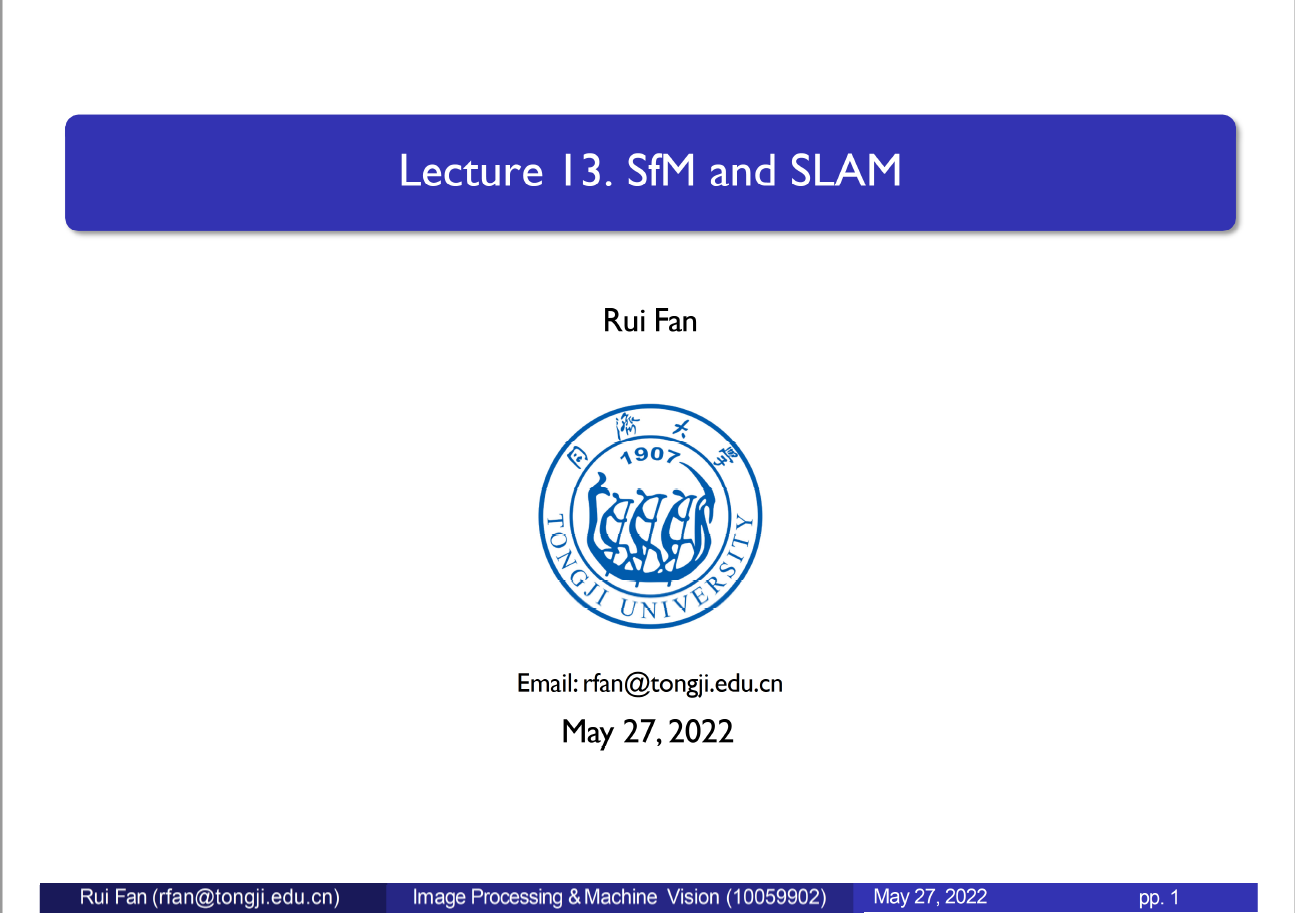 Lecture 13. SfM and SLAM
Rui Fan
同濟大學
1907
TONGJI UNIVERSITY
Email: rfan@tongji.edu.cn
May 27, 2022
Rui Fan (rfan@tongji.edu.cn) Image Processing & Machine Vision (10059902) May 27, 2022 pp. 1